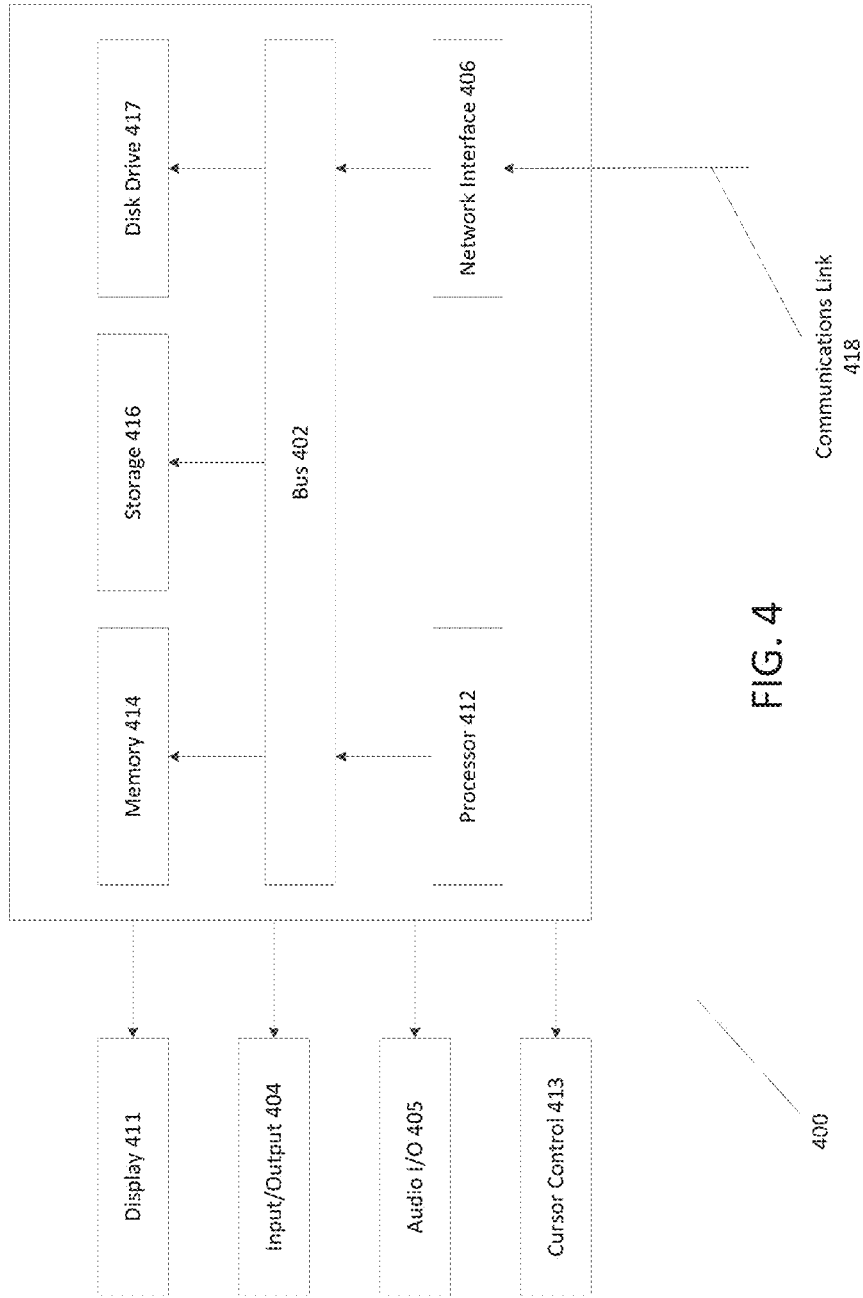 Display 411
Input/Output 404
Audio I/O 405
Cursor Control 413
Memory 414
Storage 416
Disk Drive 417
Bus 402
Processor 412
Network Interface 406
400
FIG. 4
Communications Link
418